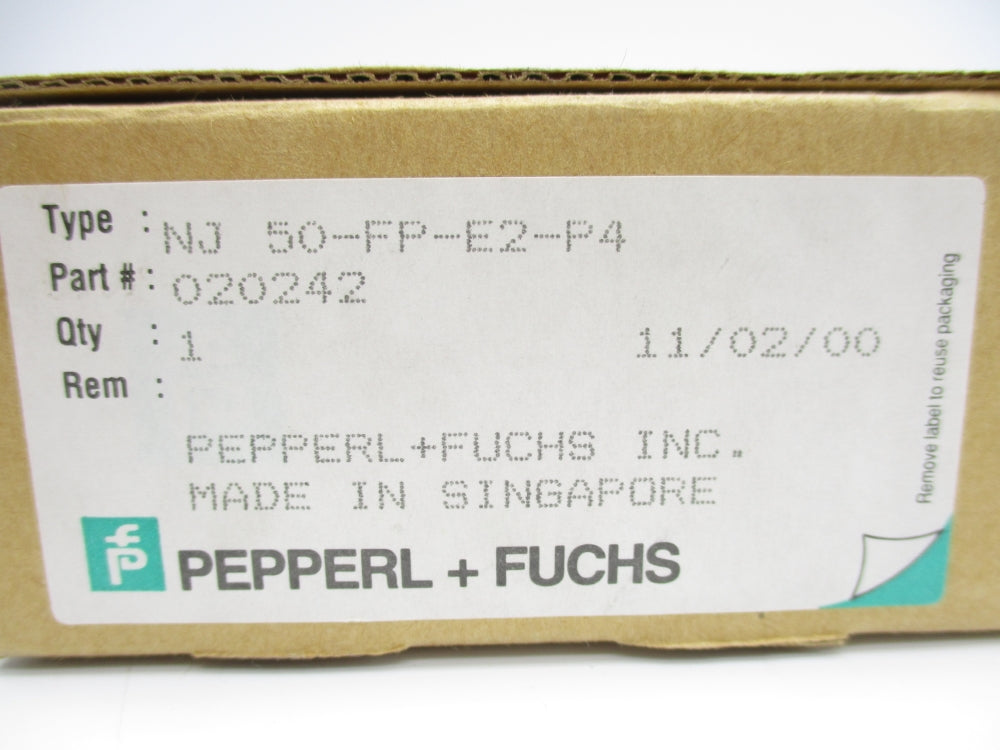 Type : NJ 50-FP-E2-P4
Part # : 020242
Qty : 1 11/02/00
Rem :
PEPPERL+FUCHS INC.
MADE IN SINGAPORE
fp PEPPERL + FUCHS
Remove label to reuse packaging